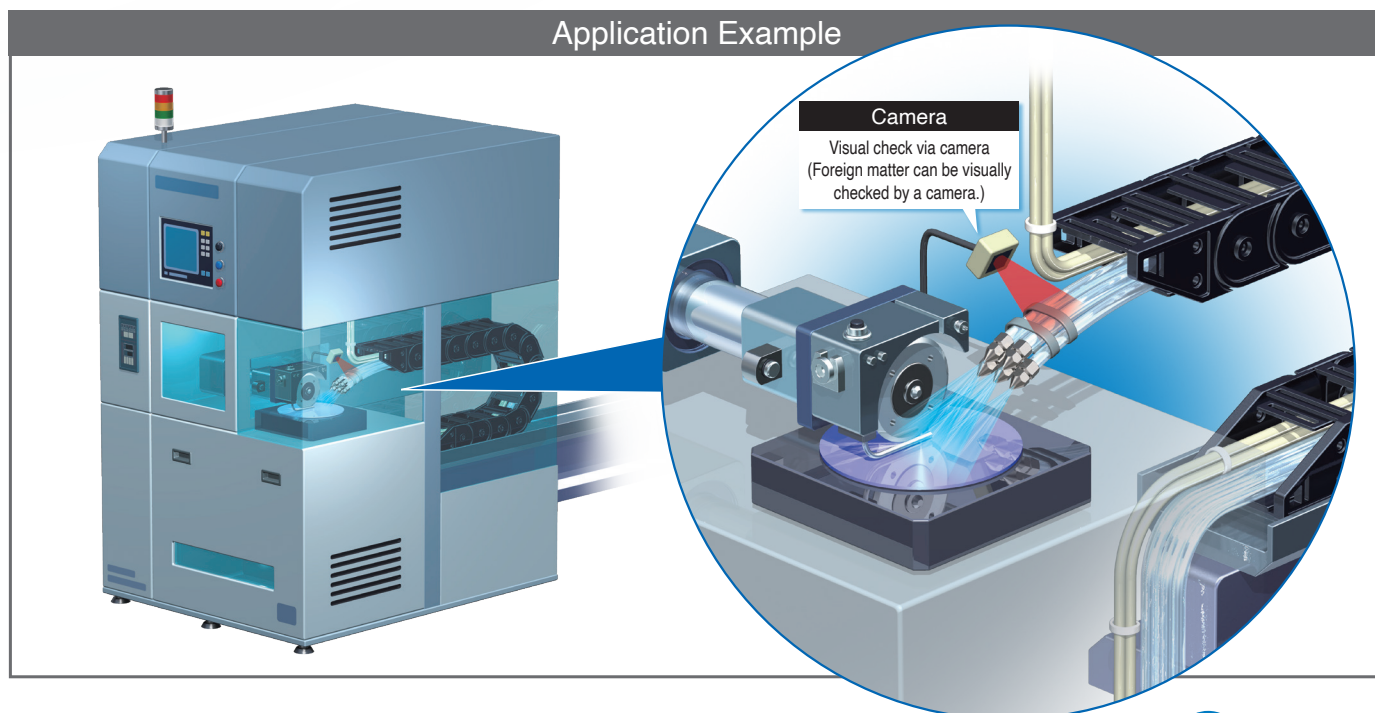 Application Example
Camera
Visual check via camera
(Foreign matter can be visually
checked by a camera.)